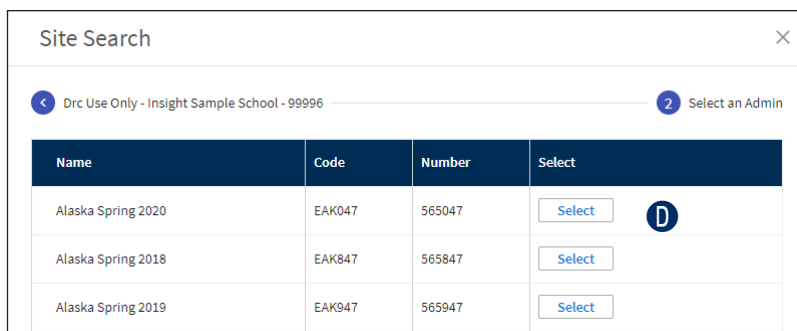 Site Search
Drc Use Only - Insight Sample School - 99996
2 Select an Admin
Name Code Number Select
Alaska Spring 2020 EAK047 565047 Select D
Alaska Spring 2018 EAK847 565847 Select
Alaska Spring 2019 EAK947 565947 Select